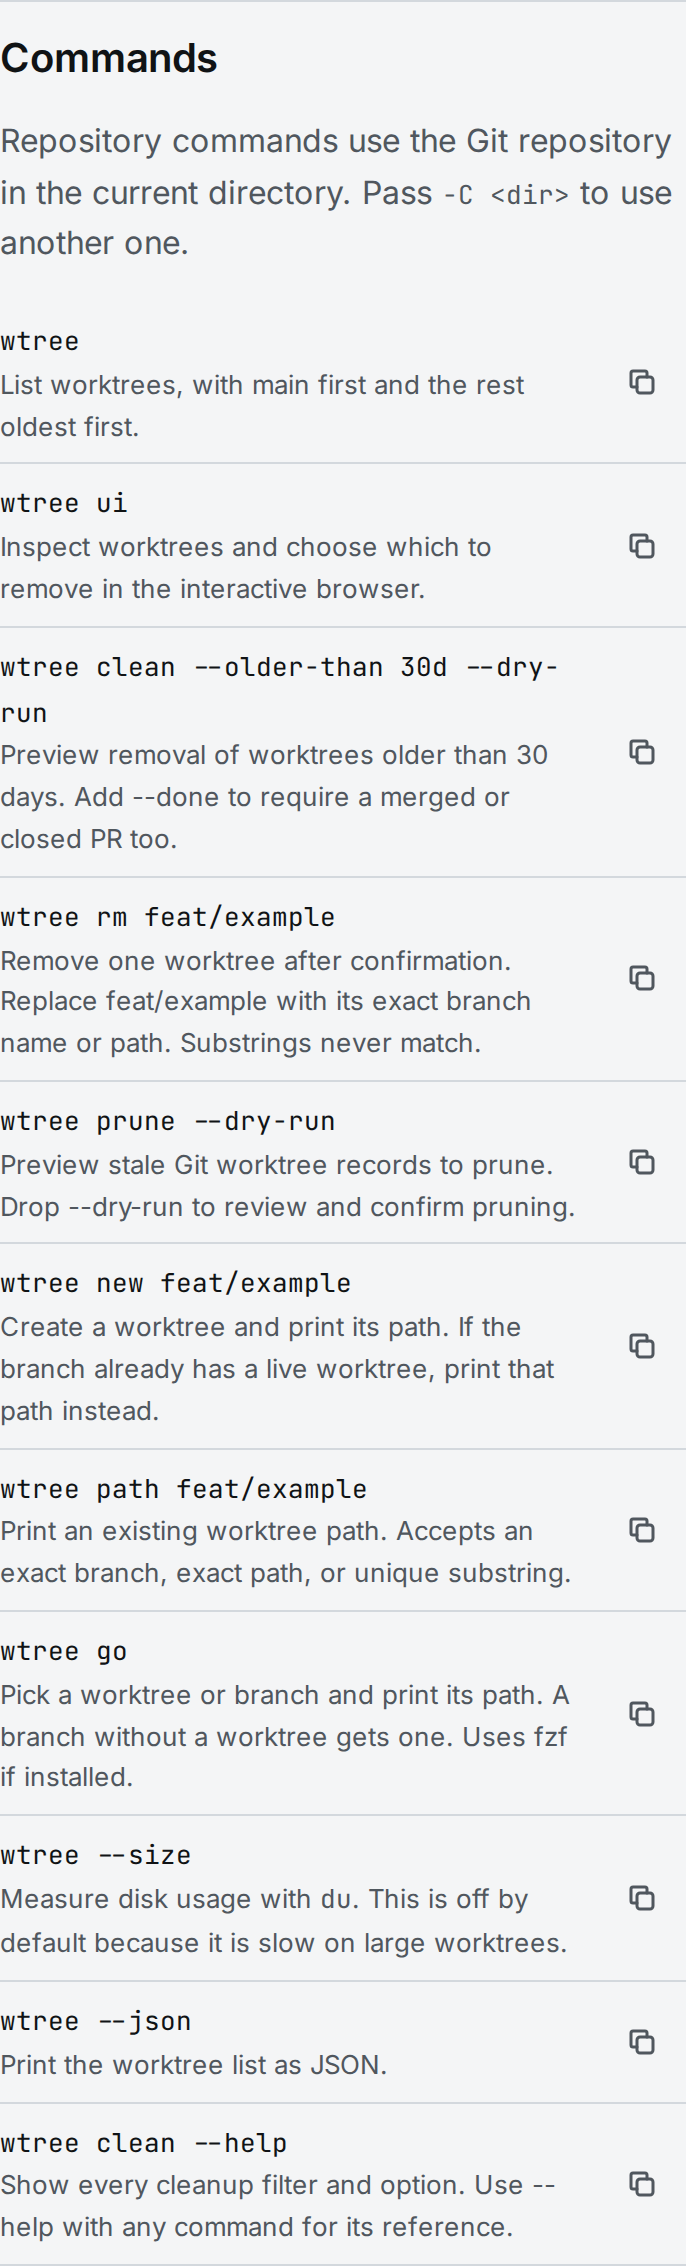 Commands
Repository commands use the Git repository
in the current directory. Pass -C <dir> to use
another one.
wtree
List worktrees, with main first and the rest
oldest first.
wtree ui
Inspect worktrees and choose which to
remove in the interactive browser.
wtree clean --older-than 30d --dry-
run
Preview removal of worktrees older than 30
days. Add --done to require a merged or
closed PR too.
wtree rm feat/example
Remove one worktree after confirmation.
Replace feat/example with its exact branch
name or path. Substrings never match.
wtree prune --dry-run
Preview stale Git worktree records to prune.
Drop --dry-run to review and confirm pruning.
wtree new feat/example
Create a worktree and print its path. If the
branch already has a live worktree, print that
path instead.
wtree path feat/example
Print an existing worktree path. Accepts an
exact branch, exact path, or unique substring.
wtree go
Pick a worktree or branch and print its path. A
branch without a worktree gets one. Uses fzf
if installed.
wtree --size
Measure disk usage with du. This is off by
default because it is slow on large worktrees.
wtree --json
Print the worktree list as JSON.
wtree clean --help
Show every cleanup filter and option. Use --
help with any command for its reference.